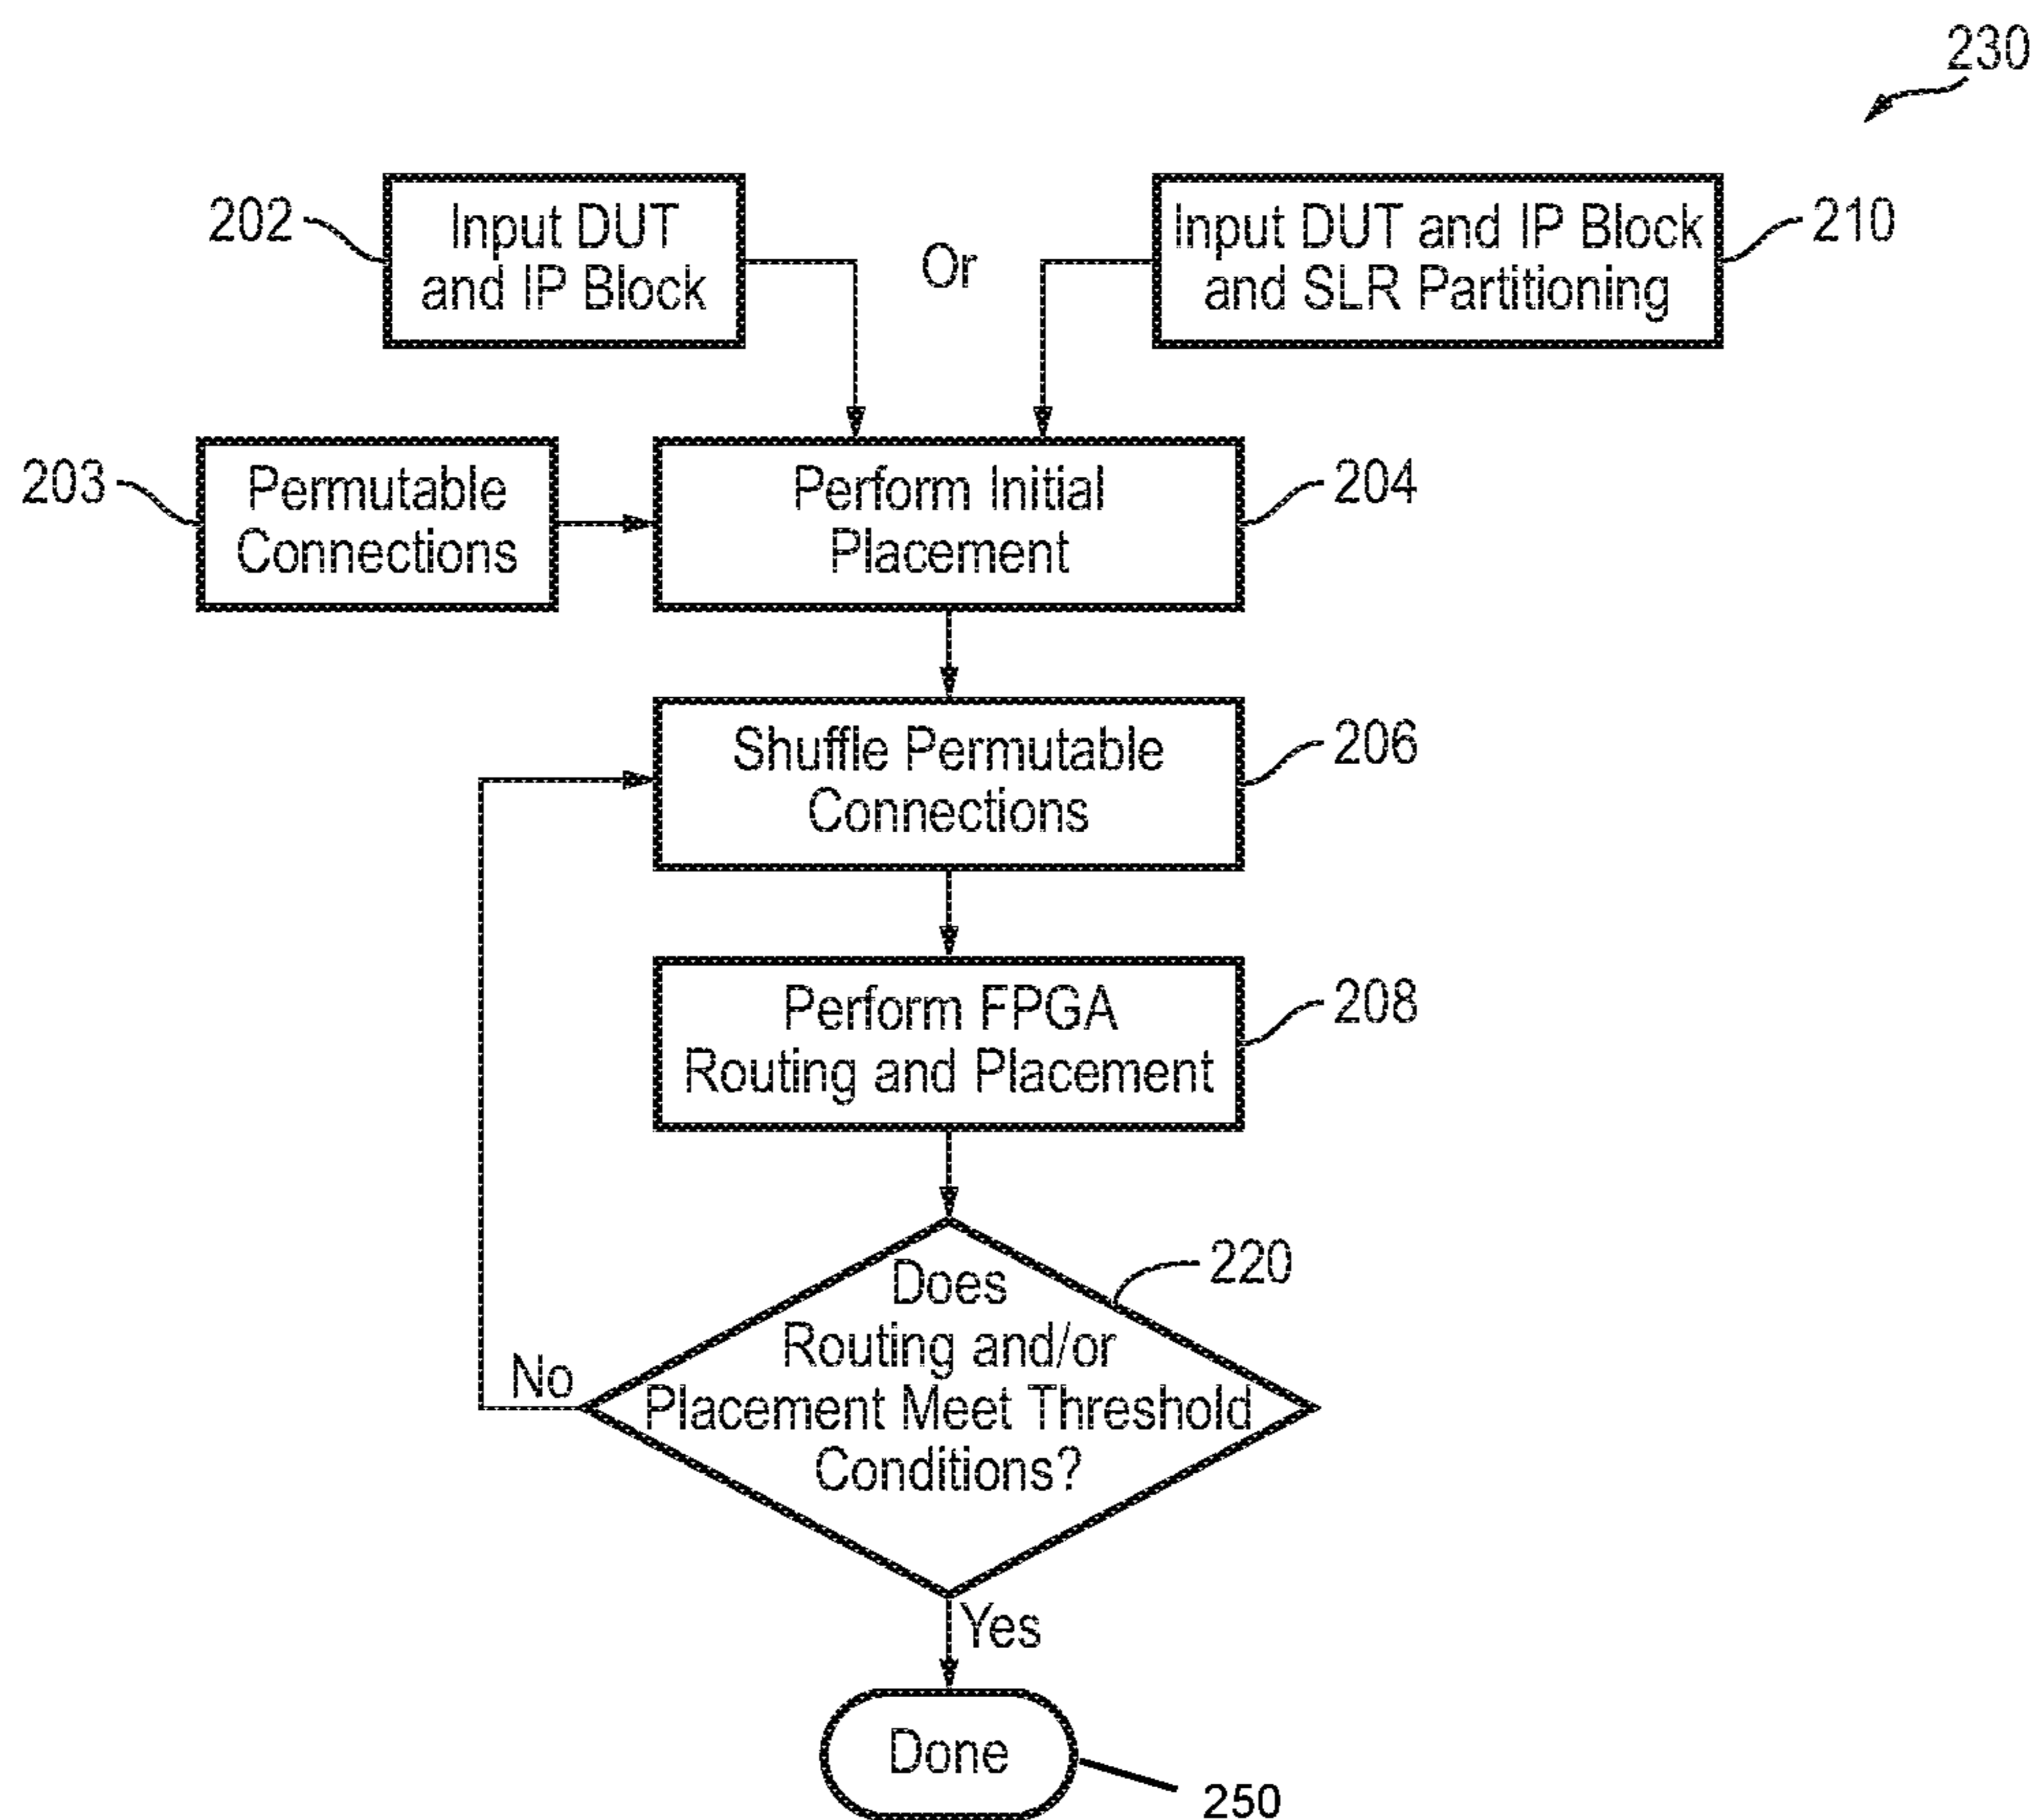 230
202
Input DUT
and IP Block
Or
Input DUT and IP Block
and SLR Partitioning
210
203
Permutable
Connections
Perform Initial
Placement
204
Shuffle Permutable
Connections
206
Perform FPGA
Routing and Placement
208
Does
Routing and/or
Placement Meet Threshold
Conditions?
220
No
Yes
Done
250